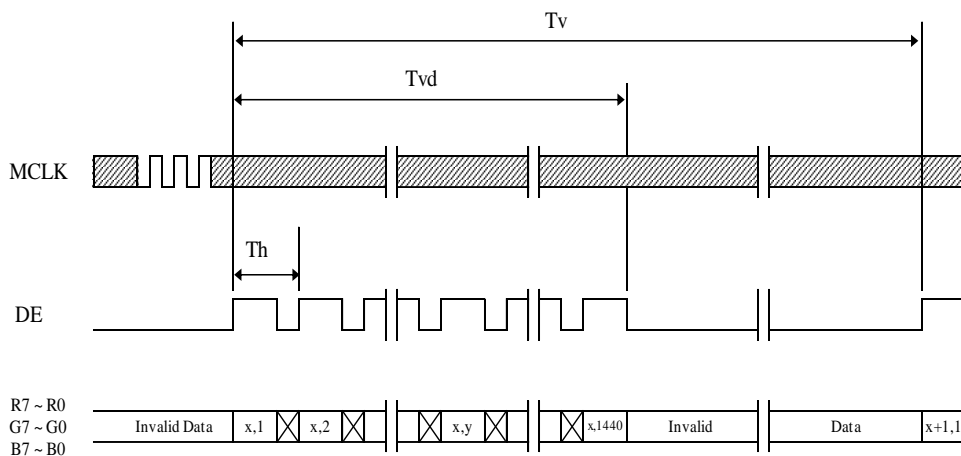 Tv
Tvd
MCLK
Th
DE
R7 ~ R0
G7 ~ G0
B7 ~ B0
Invalid Data
x,1
x,2
x,y
x,1440
Invalid
Data
x+1,1